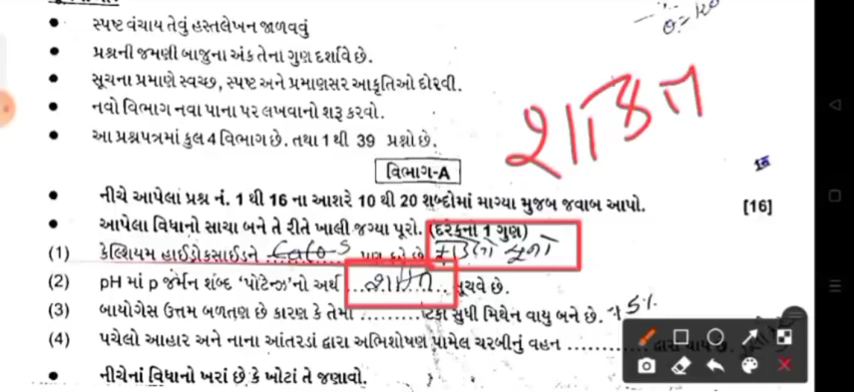 સ્પષ્ટ વંચાય તેવું હસ્તલેખન જાળવવું
પ્રશ્નની જમણી બાજુના અંક તેના ગુણ દર્શાવે છે.
સૂચના પ્રમાણે સ્વચ્છ, સ્પષ્ટ અને પ્રમાણસર આકૃતિઓ દોરવી.
નવો વિભાગ નવા પાના પર લખવાનો શરૂ કરવો.
આ પ્રશ્નપત્રમાં કુલ 4 વિભાગ છે. તથા 1 થી 39 પ્રશ્નો છે.
વિભાગ-A
નીચે આપેલાં પ્રશ્ન નં. 1 થી 16 ના આશરે 10 થી 20 શબ્દોમાં માગ્યા મુજબ જવાબ આપો. [16]
આપેલા વિધાનો સાચા બને તે રીતે ખાલી જગ્યા પૂરો. (દરેકના 1 ગુણ)
(1) કેલ્શિયમ હાઈડ્રોક્સાઈડને પણ કહે છે
(2) pH માં p જર્મન શબ્દ 'પોટેન્ઝ'નો અર્થ ............ સૂચવે છે.
(3) બાયોગેસ ઉત્તમ બળતણ છે કારણ કે તેમાં .......... ટકા સુધી મિથેન વાયુ બને છે. 75%
(4) પચેલો આહાર અને નાના આંતરડાં દ્વારા અભિશોષણ પામેલ ચરબીનું વહન ............ દ્વારા થાય છે.
નીચેનાં વિધાનો ખરાં છે કે ખોટાં તે જણાવો.